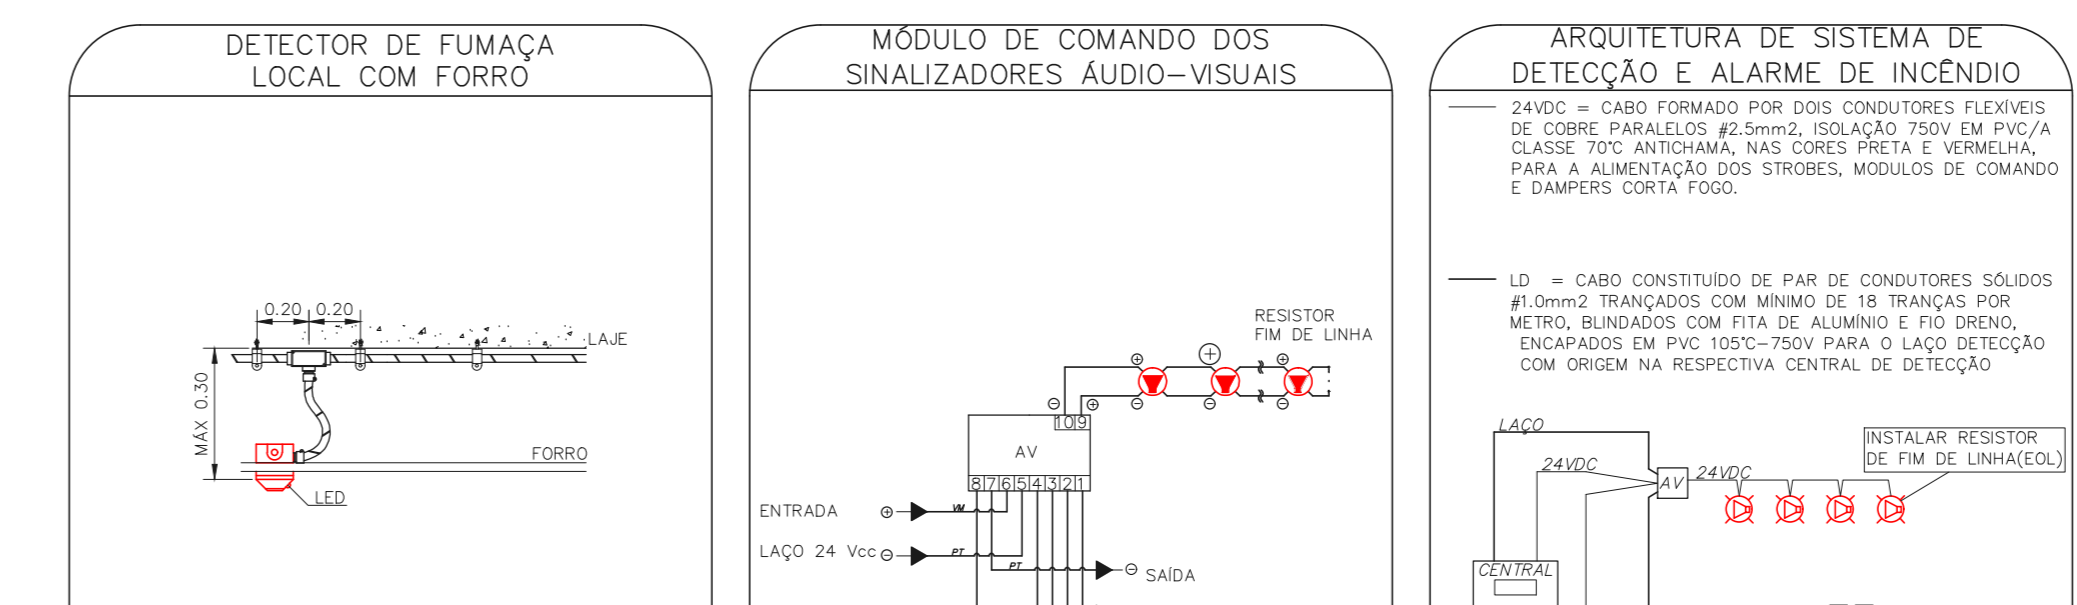 DETECTOR DE FUMAÇA
LOCAL COM FORRO
0.20
0.20
LAJE
MÁX 0.30
FORRO
LED
MÓDULO DE COMANDO DOS
SINALIZADORES ÁUDIO-VISUAIS
RESISTOR
FIM DE LINHA
10 9
AV
8 7 6 5 4 3 2 1
ENTRADA
VM
LAÇO 24 Vcc
PT
PT
SAÍDA
ARQUITETURA DE SISTEMA DE
DETECÇÃO E ALARME DE INCÊNDIO
24VDC = CABO FORMADO POR DOIS CONDUTORES FLEXÍVEIS
DE COBRE PARALELOS #2.5mm2, ISOLAÇÃO 750V EM PVC/A
CLASSE 70°C ANTICHAMA, NAS CORES PRETA E VERMELHA,
PARA A ALIMENTAÇÃO DOS STROBES, MODULOS DE COMANDO
E DAMPERS CORTA FOGO.
LD = CABO CONSTITUÍDO DE PAR DE CONDUTORES SÓLIDOS
#1.0mm2 TRANÇADOS COM MÍNIMO DE 18 TRANÇAS POR
METRO, BLINDADOS COM FITA DE ALUMÍNIO E FIO DRENO,
ENCAPADOS EM PVC 105°C-750V PARA O LAÇO DETECÇÃO
COM ORIGEM NA RESPECTIVA CENTRAL DE DETECÇÃO
LAÇO
INSTALAR RESISTOR
DE FIM DE LINHA(EOL)
24VDC
AV
24VDC
CENTRAL